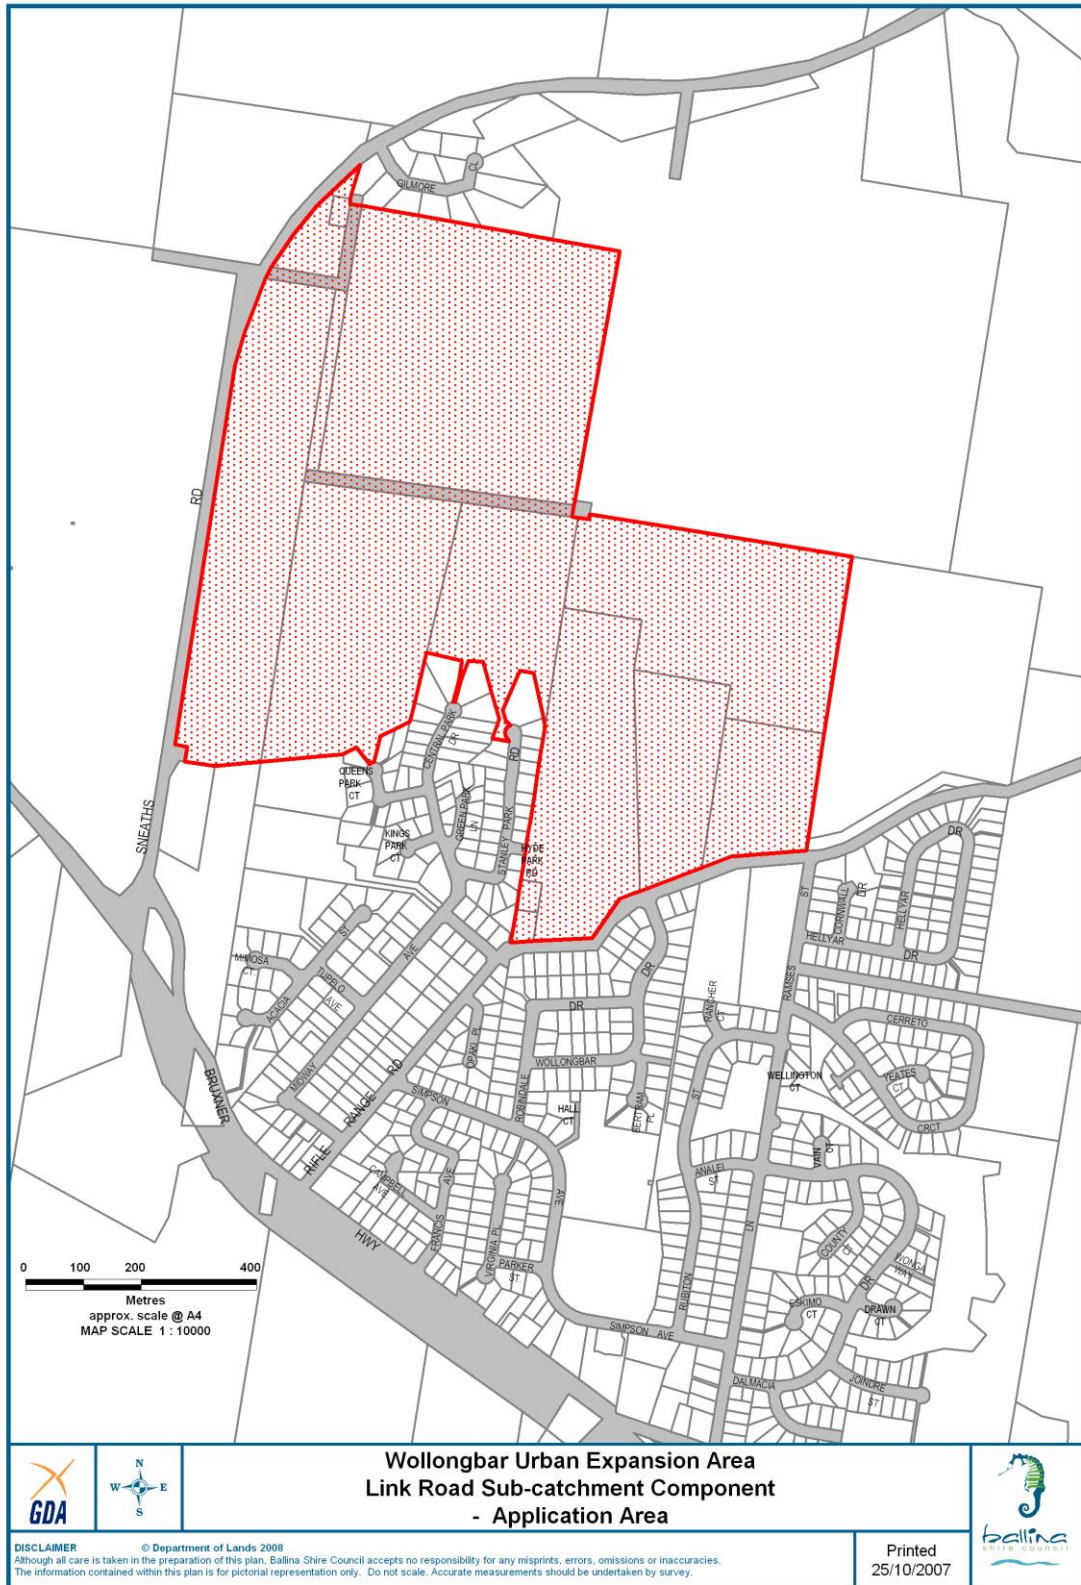 GILMORE
CL
RD
SNEATHS
CENTRAL PARK
DR
QUEENS
PARK
CT
GREEN PARK
LN
RD
STANLEY PARK
KINGS
PARK
CT
HYDE
PARK
RD
ST
CORNWALL
DR
DR
HELLYAR
HELLYAR
DR
MIMOSA
CT.
ST
ACACIA
TUPELO
AVE
AVE
MIDWAY
OPAKI PL
DR
DR
WOLLONGBAR
ROBINDALE
RANCHER
CT
RAMSES
CERRETO
YEATES
CT
CRCT
WELLINGTON
CT
BRUXNER
RD
RANGE
RIFLE
SIMPSON
HALL
CT
BERTRAM
PL
ST
VAIN
CT
CAMPBELL
AVE.
AVE
FRANCIS
AVE
ANALEI
ST
LN
HWY
VIRGINIA PL
PARKER
ST.
COUNTY
CT
WONGA
WAY
DR
ESKIMO
CT
DRAWN
CT
RUBITON
SIMPSON AVE
DALMACIA
JOINDRE
ST
0 100 200 400
Metres
approx. scale @ A4
MAP SCALE 1 : 10000
GDA
N
W E
S
Wollongbar Urban Expansion Area
Link Road Sub-catchment Component
- Application Area
ballina
shire council
DISCLAIMER © Department of Lands 2008
Although all care is taken in the preparation of this plan, Ballina Shire Council accepts no responsibility for any misprints, errors, omissions or inaccuracies.
The information contained within this plan is for pictorial representation only. Do not scale. Accurate measurements should be undertaken by survey.
Printed
25/10/2007